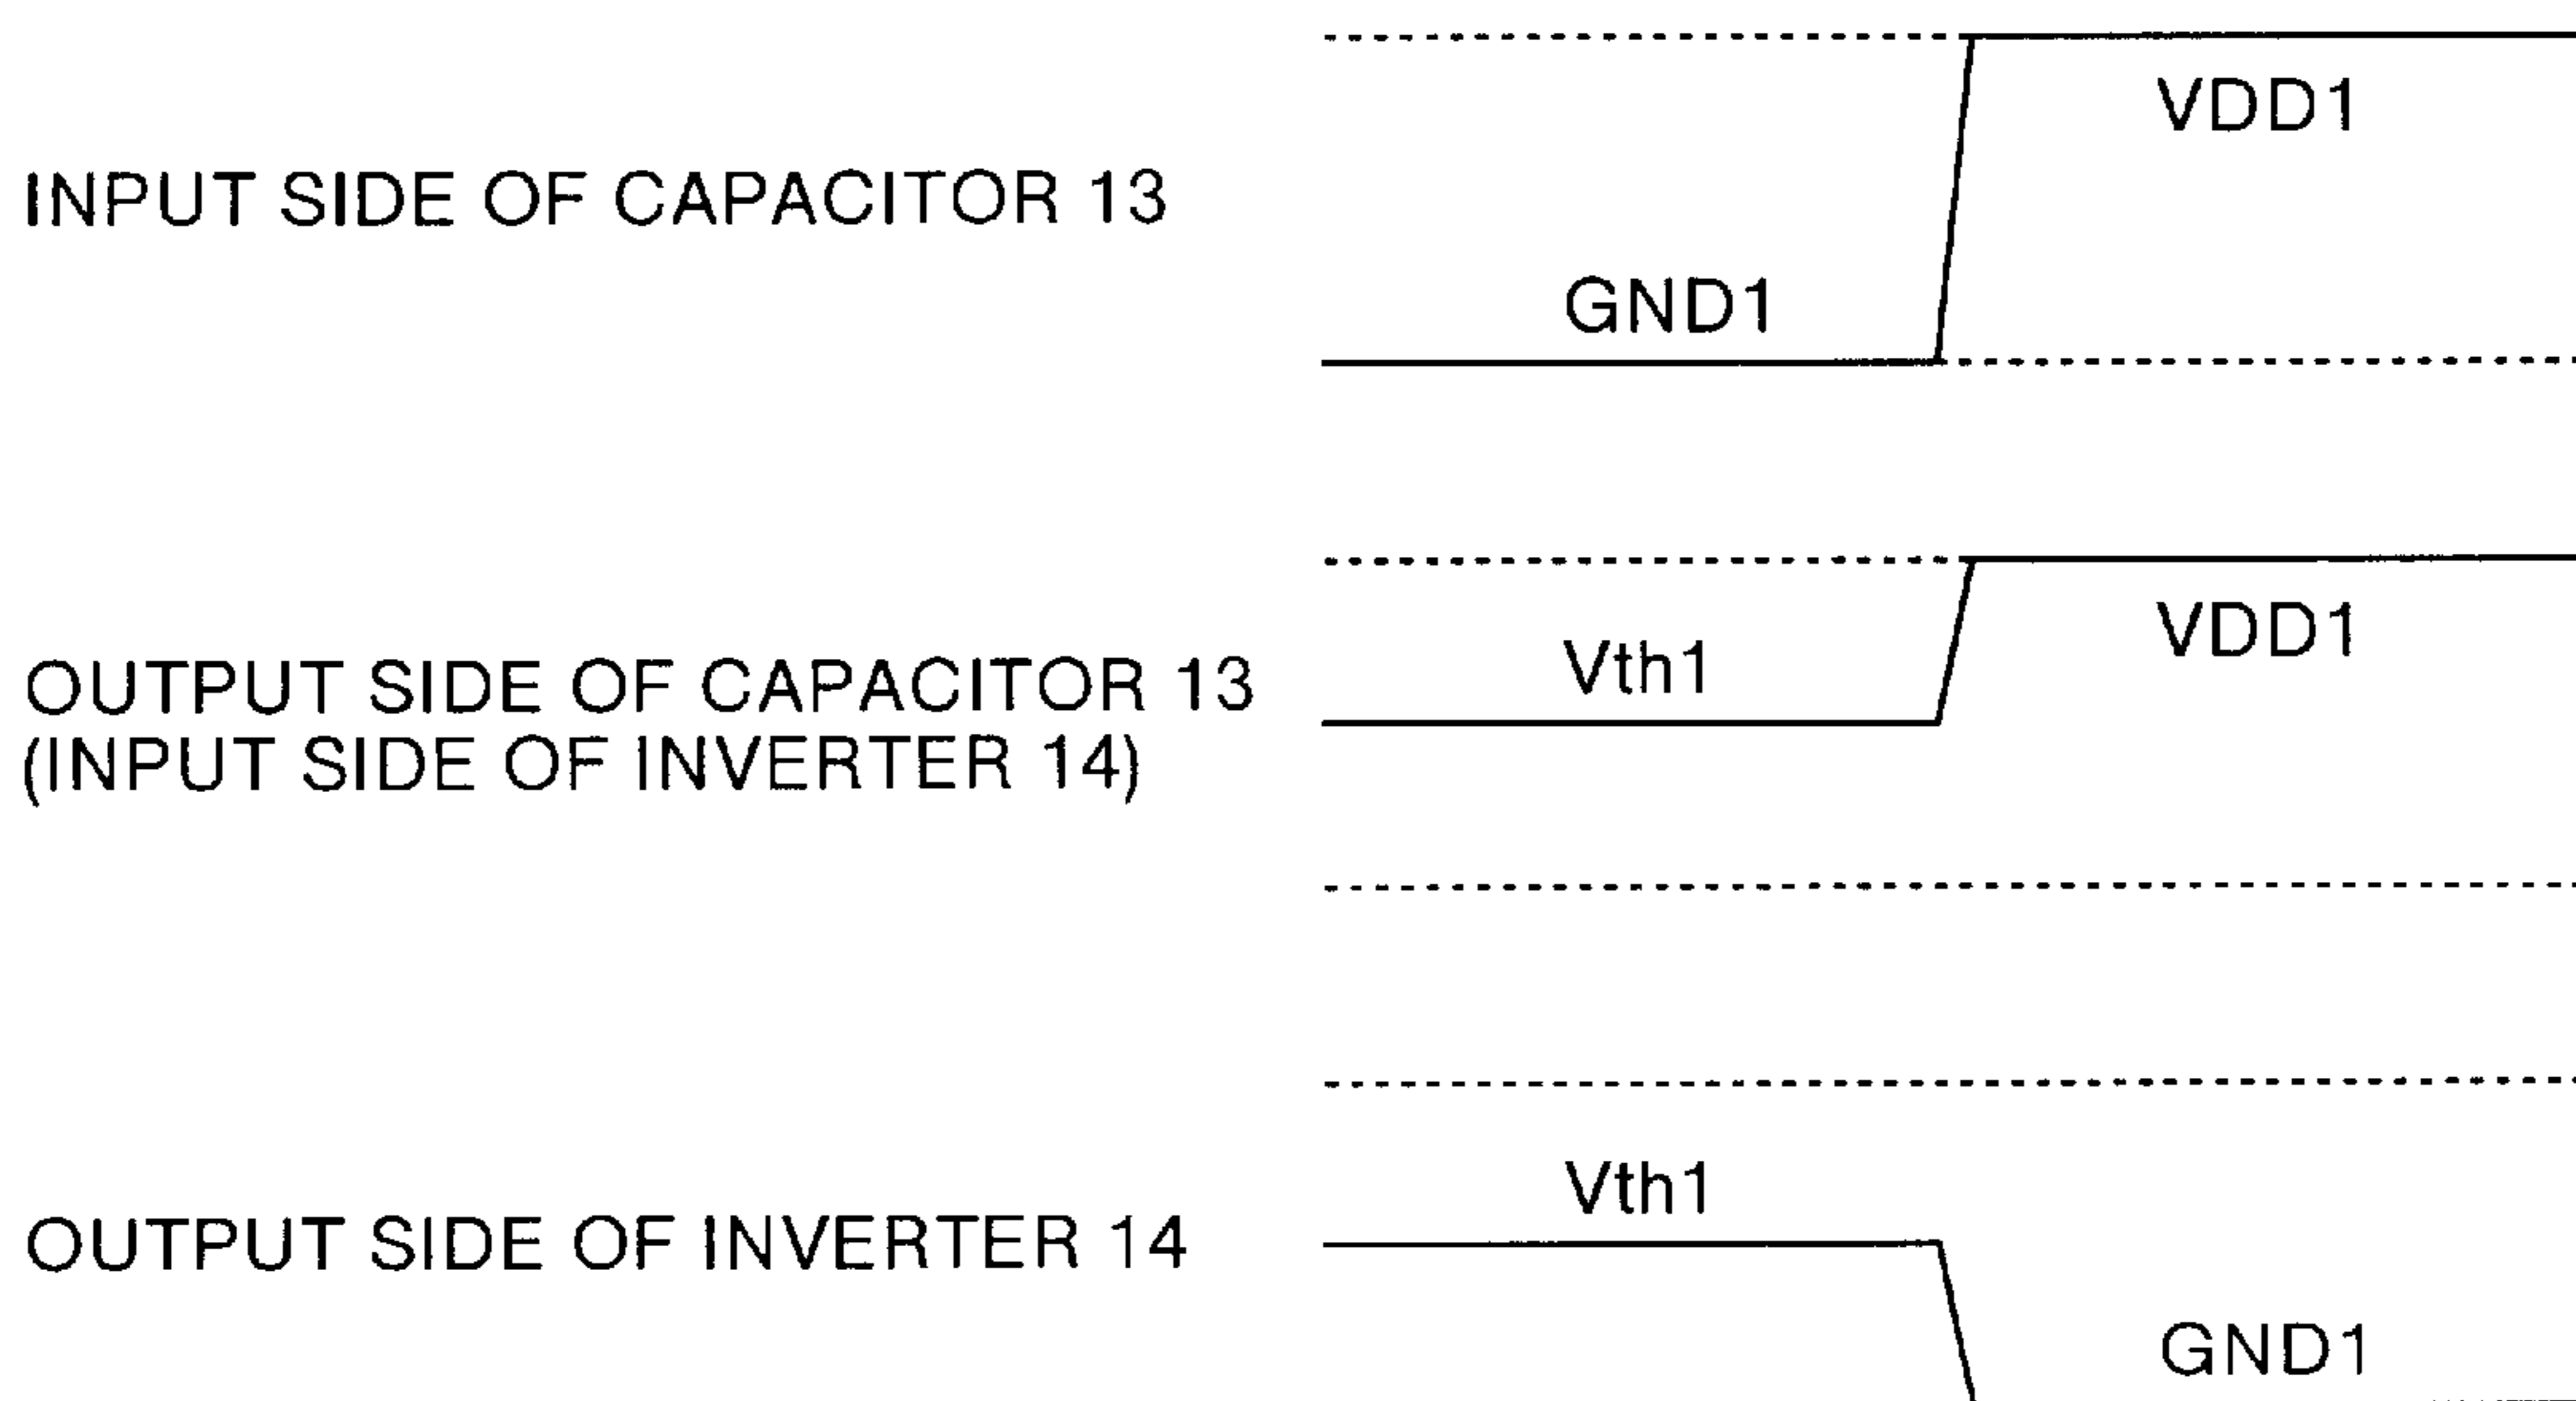 VDD1
INPUT SIDE OF CAPACITOR 13
GND1
Vth1
VDD1
OUTPUT SIDE OF CAPACITOR 13
(INPUT SIDE OF INVERTER 14)
Vth1
OUTPUT SIDE OF INVERTER 14
GND1